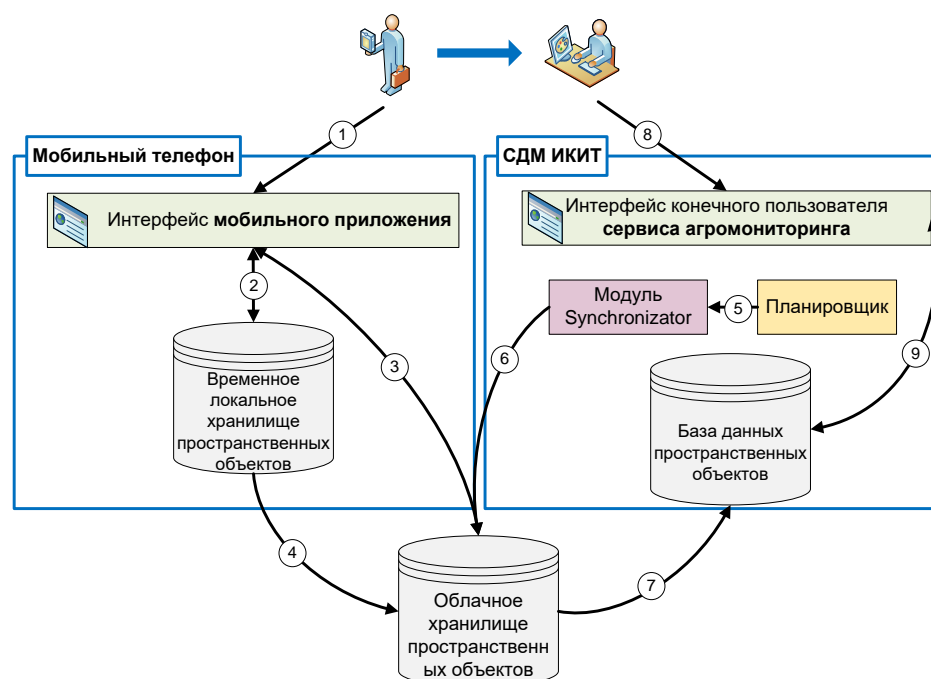 1
8
Мобильный телефон
СДМ ИКИТ
Интерфейс мобильного приложения
Интерфейс конечного пользователя
сервиса агромониторинга
2
Модуль
Synchronizator
5
Планировщик
3
6
9
Временное
локальное
хранилище
пространственных
объектов
База данных
пространственных
объектов
4
7
Облачное
хранилище
пространственн
ых объектов